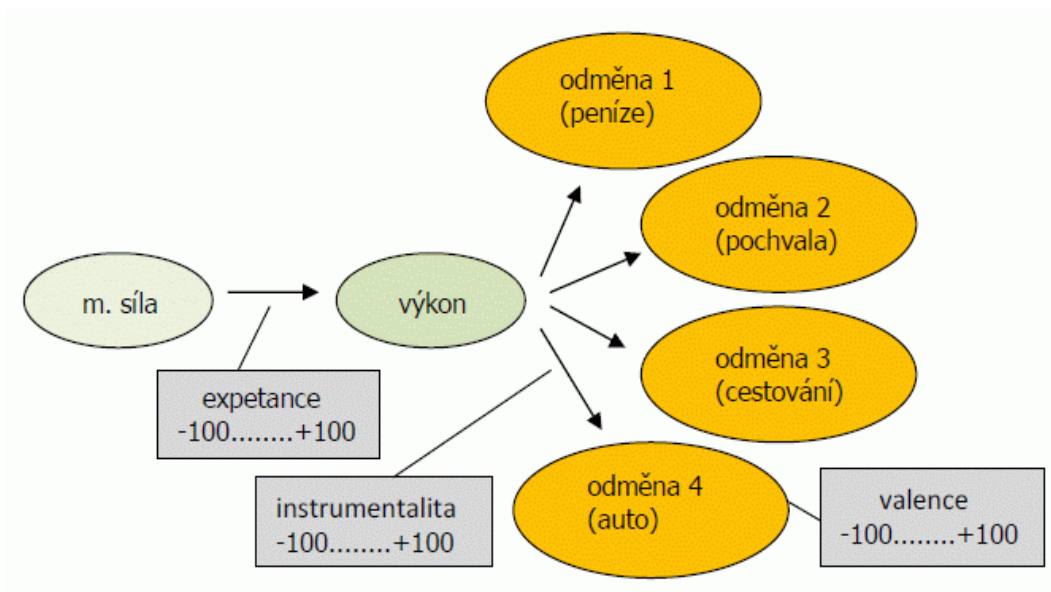 odměna 1
(peníze)
odměna 2
(pochvala)
m. síla
výkon
odměna 3
(cestování)
expetance
-100........+100
odměna 4
(auto)
instrumentalita
-100........+100
valence
-100........+100